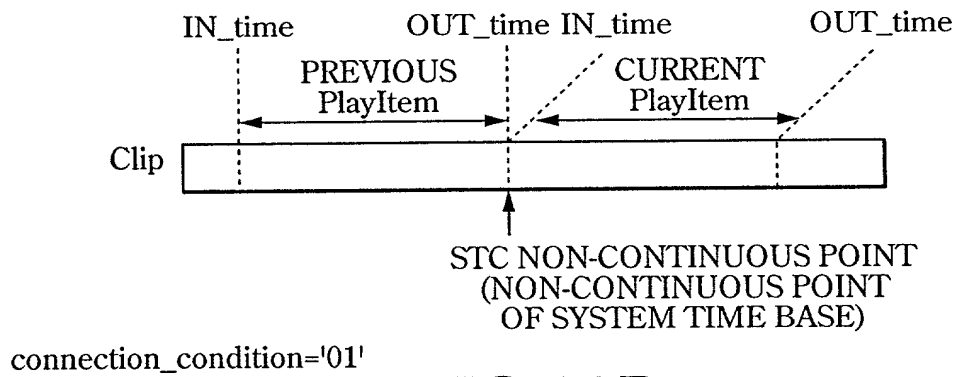 IN_time OUT_time IN_time OUT_time
PREVIOUS CURRENT
PlayItem PlayItem
Clip
STC NON-CONTINUOUS POINT
(NON-CONTINUOUS POINT
OF SYSTEM TIME BASE)
connection_condition='01'